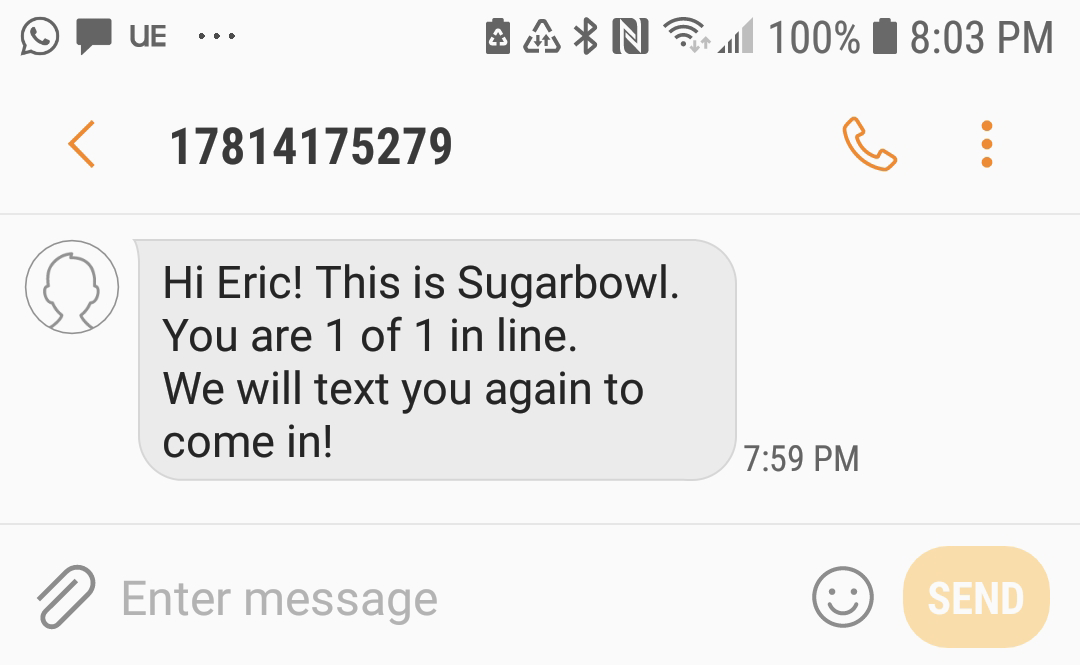 UE ... 100% 8:03 PM
17814175279
Hi Eric! This is Sugarbowl.
You are 1 of 1 in line.
We will text you again to
come in!
7:59 PM
Enter message SEND